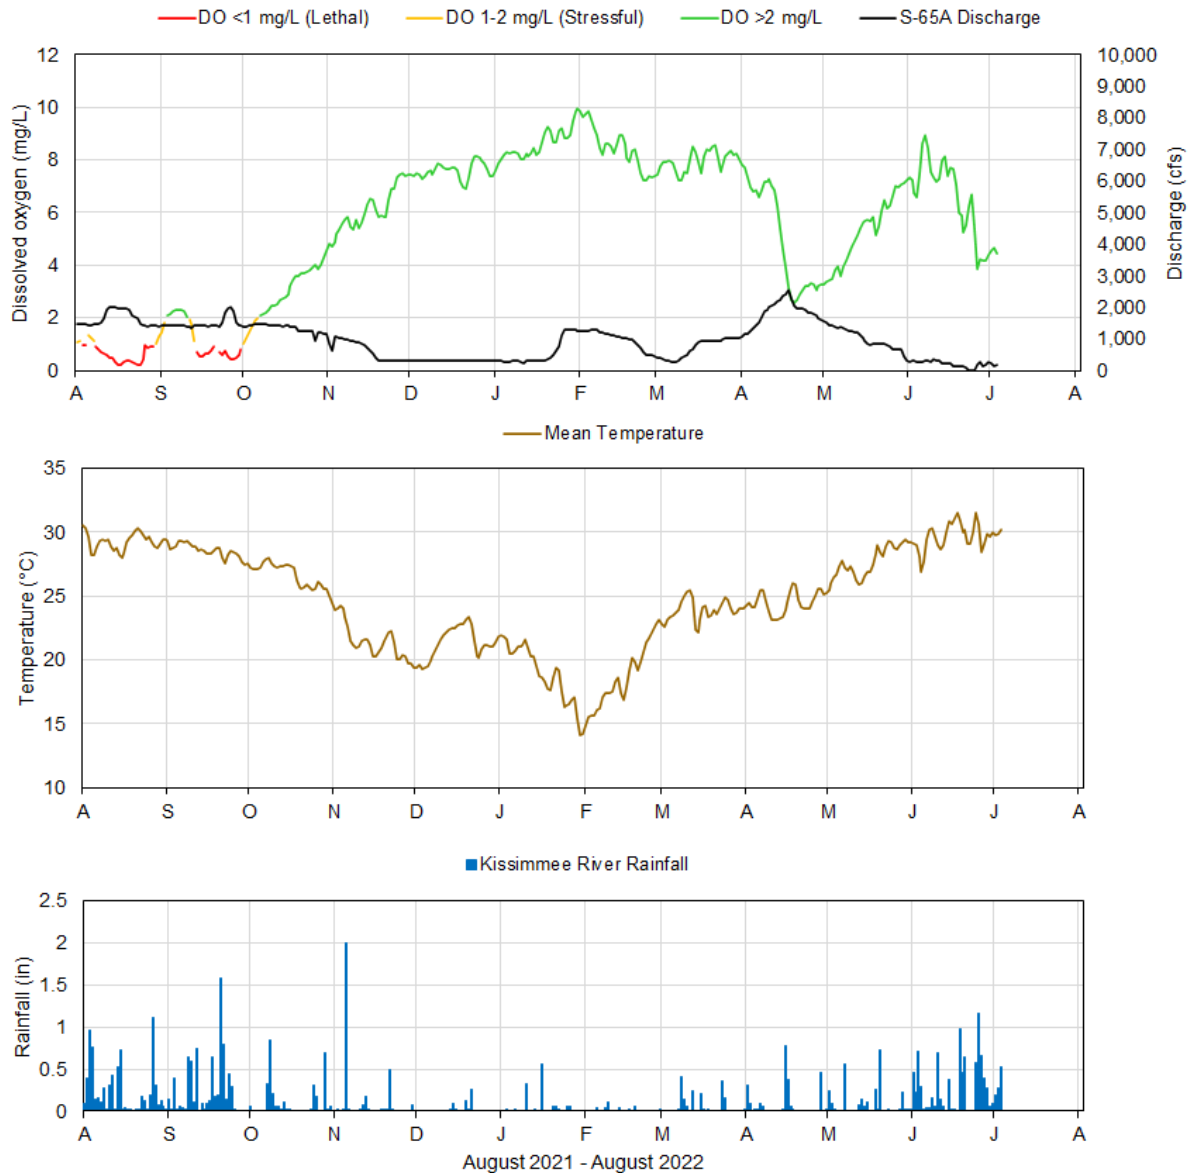 DO <1 mg/L (Lethal) DO 1-2 mg/L (Stressful) DO >2 mg/L S-65A Discharge
12 10,000
9,000
10 8,000
7,000
8 6,000
6 5,000
4,000
4 3,000
2,000
2 1,000
0 0
Dissolved oxygen (mg/L)
Discharge (cfs)
A S O N D J F M A M J J A
Mean Temperature
35
30
25
20
15
10
Temperature (°C)
A S O N D J F M A M J J A
Kissimmee River Rainfall
2.5
2
1.5
1
0.5
0
Rainfall (in)
A S O N D J F M A M J J A
August 2021 - August 2022